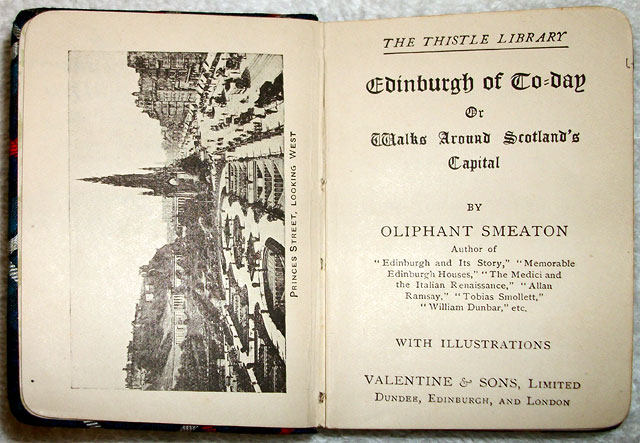 PRINCES STREET, LOOKING WEST
THE THISTLE LIBRARY
Edinburgh of To=day
Or
Walks Around Scotland's
Capital
BY
OLIPHANT SMEATON
Author of
"Edinburgh and Its Story," "Memorable
Edinburgh Houses," "The Medici and
the Italian Renaissance," "Allan
Ramsay," "Tobias Smollett,"
"William Dunbar," etc.
WITH ILLUSTRATIONS
VALENTINE & SONS, LIMITED
DUNDEE, EDINBURGH, AND LONDON